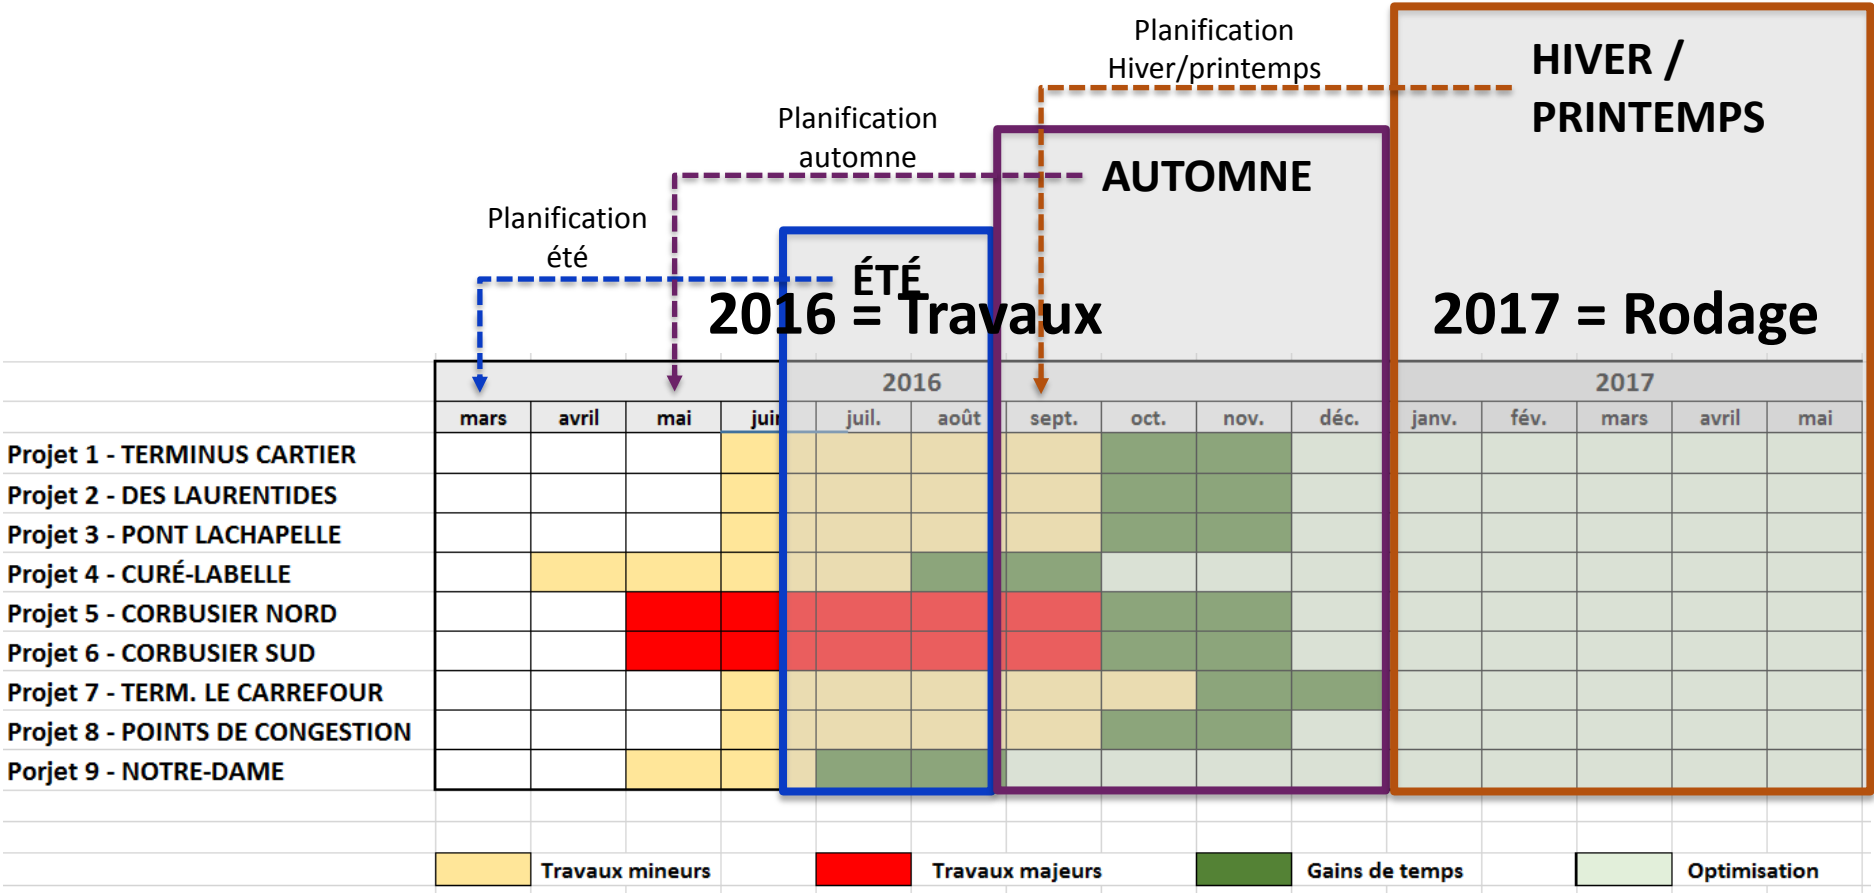 Planification
Hiver/printemps
HIVER /
PRINTEMPS
Planification
automne
AUTOMNE
Planification
été
ÉTÉ
2016 = Travaux
2017 = Rodage
2016
2017
mars avril mai juin juil. août sept. oct. nov. déc. janv. fév. mars avril mai
Projet 1 - TERMINUS CARTIER
Projet 2 - DES LAURENTIDES
Projet 3 - PONT LACHAPELLE
Projet 4 - CURÉ-LABELLE
Projet 5 - CORBUSIER NORD
Projet 6 - CORBUSIER SUD
Projet 7 - TERM. LE CARREFOUR
Projet 8 - POINTS DE CONGESTION
Porjet 9 - NOTRE-DAME
Travaux mineurs
Travaux majeurs
Gains de temps
Optimisation